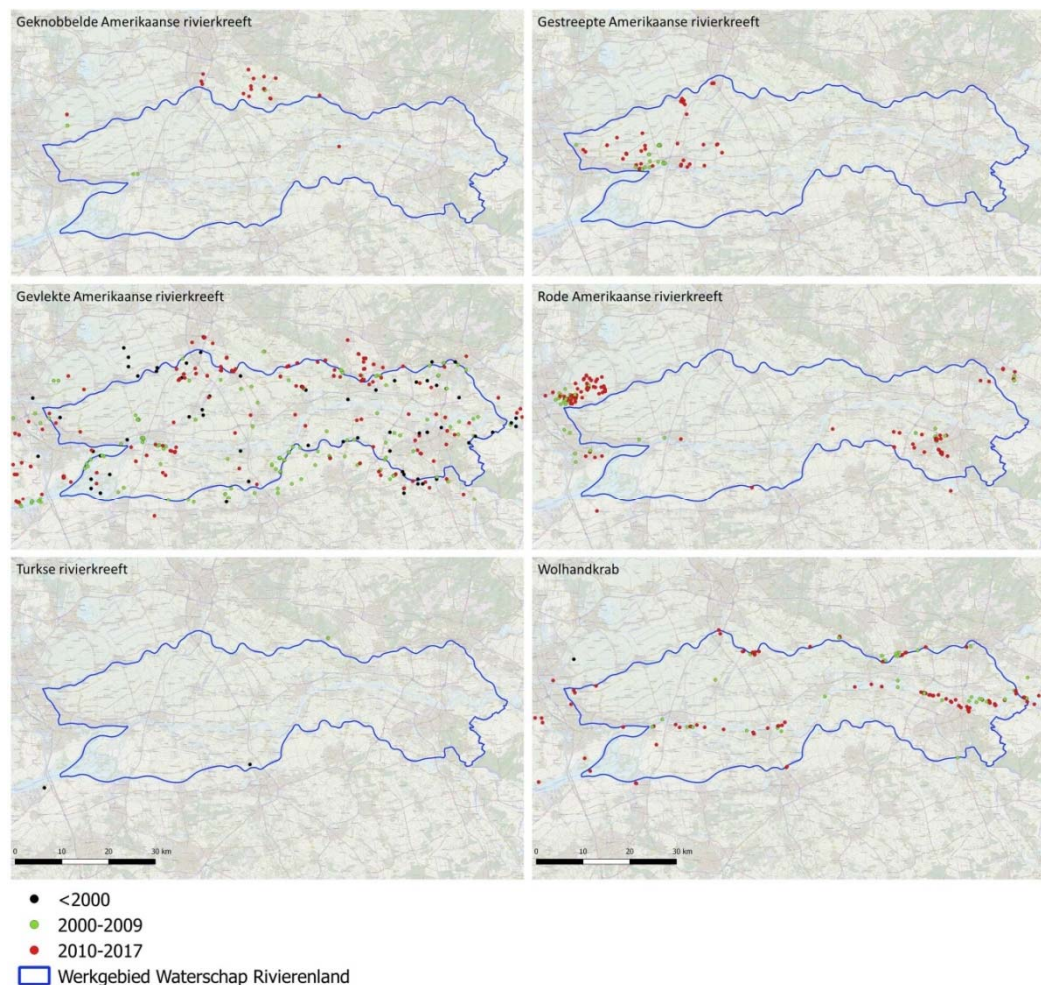 Geknobbelde Amerikaanse rivierkreeft
Gestreepte Amerikaanse rivierkreeft
Gevlekte Amerikaanse rivierkreeft
Rode Amerikaanse rivierkreeft
Turkse rivierkreeft
Wolhandkrab
0 10 20 30 km
0 10 20 30 km
<2000
2000-2009
2010-2017
Werkgebied Waterschap Rivierenland